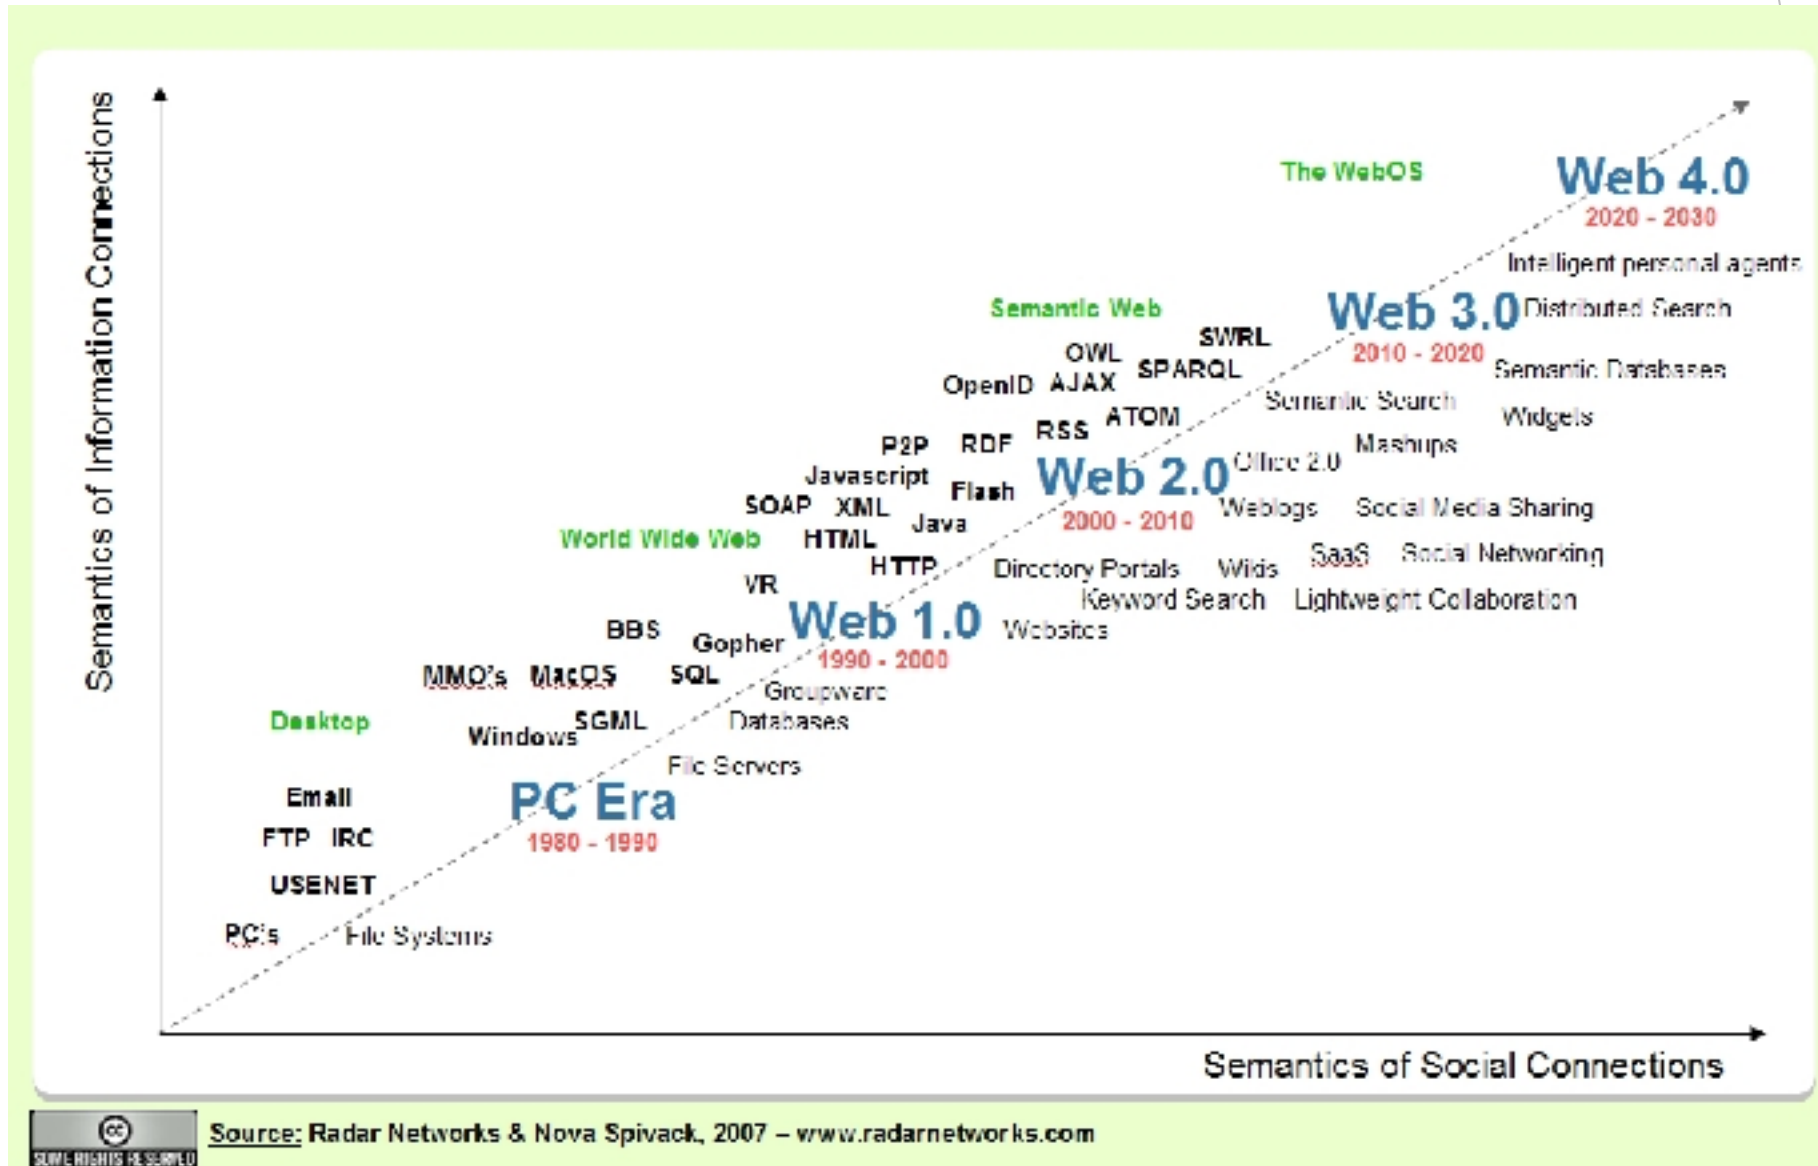 Semantics of Information Connections
The WebOS
Web 4.0
2020 - 2030
Intelligent personal agents
Semantic Web
Web 3.0
Distributed Search
SWRL
2010 - 2020
OWL
SPARQL
Semantic Databases
OpenID
AJAX
Semantic Search
ATOM
Widgets
RSS
P2P
RDF
Mashups
Javascript
Web 2.0
Office 2.0
Flash
SOAP
XML
Weblogs
Social Media Sharing
Java
2000 - 2010
World Wide Web
HTML
SaaS
Social Networking
HTTP
Directory Portals
Wikis
VR
Keyword Search
Lightweight Collaboration
BBS
Web 1.0
Websites
Gopher
1990 - 2000
MMO's
MacOS
SQL
Groupware
Desktop
SGML
Databases
Windows
File Servers
Email
PC Era
FTP
IRC
1980 - 1990
USENET
PC's
File Systems
Semantics of Social Connections
Source: Radar Networks & Nova Spivack, 2007 – www.radarnetworks.com
cc
SOME RIGHTS RESERVED